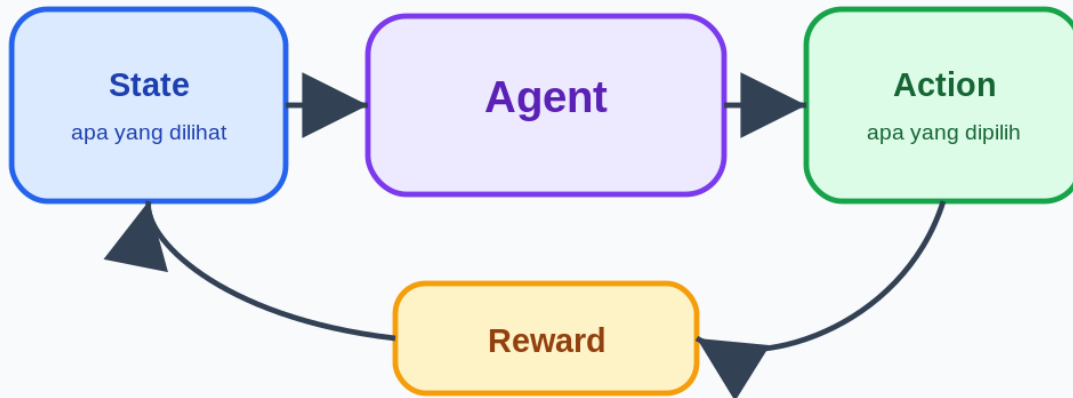 State
apa yang dilihat
Agent
Action
apa yang dipilih
Reward